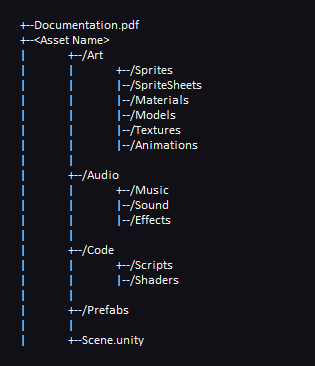 +--Documentation.pdf
+--<Asset Name>
|	+--/Art
|	|	+--/Sprites
|	|	|--/SpriteSheets
|	|	|--/Materials
|	|	|--/Models
|	|	|--/Textures
|	|	|--/Animations
|	|
|	+--/Audio
|	|	+--/Music
|	|	|--/Sound
|	|	|--/Effects
|	|
|	+--/Code
|	|	+--/Scripts
|	|	|--/Shaders
|	|
|	+--/Prefabs
|	|
|	+--Scene.unity